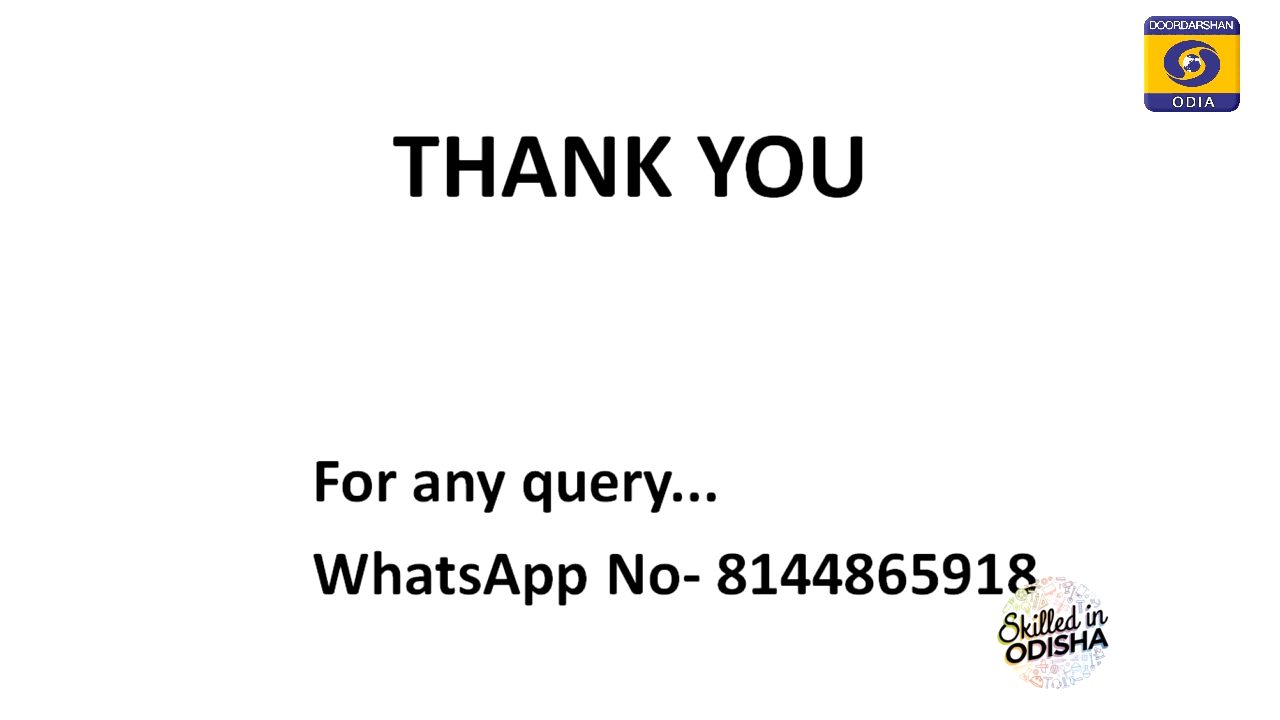 DOORDARSHAN
ODIA
THANK YOU
For any query...
WhatsApp No- 8144865918
Skilled in
ODISHA